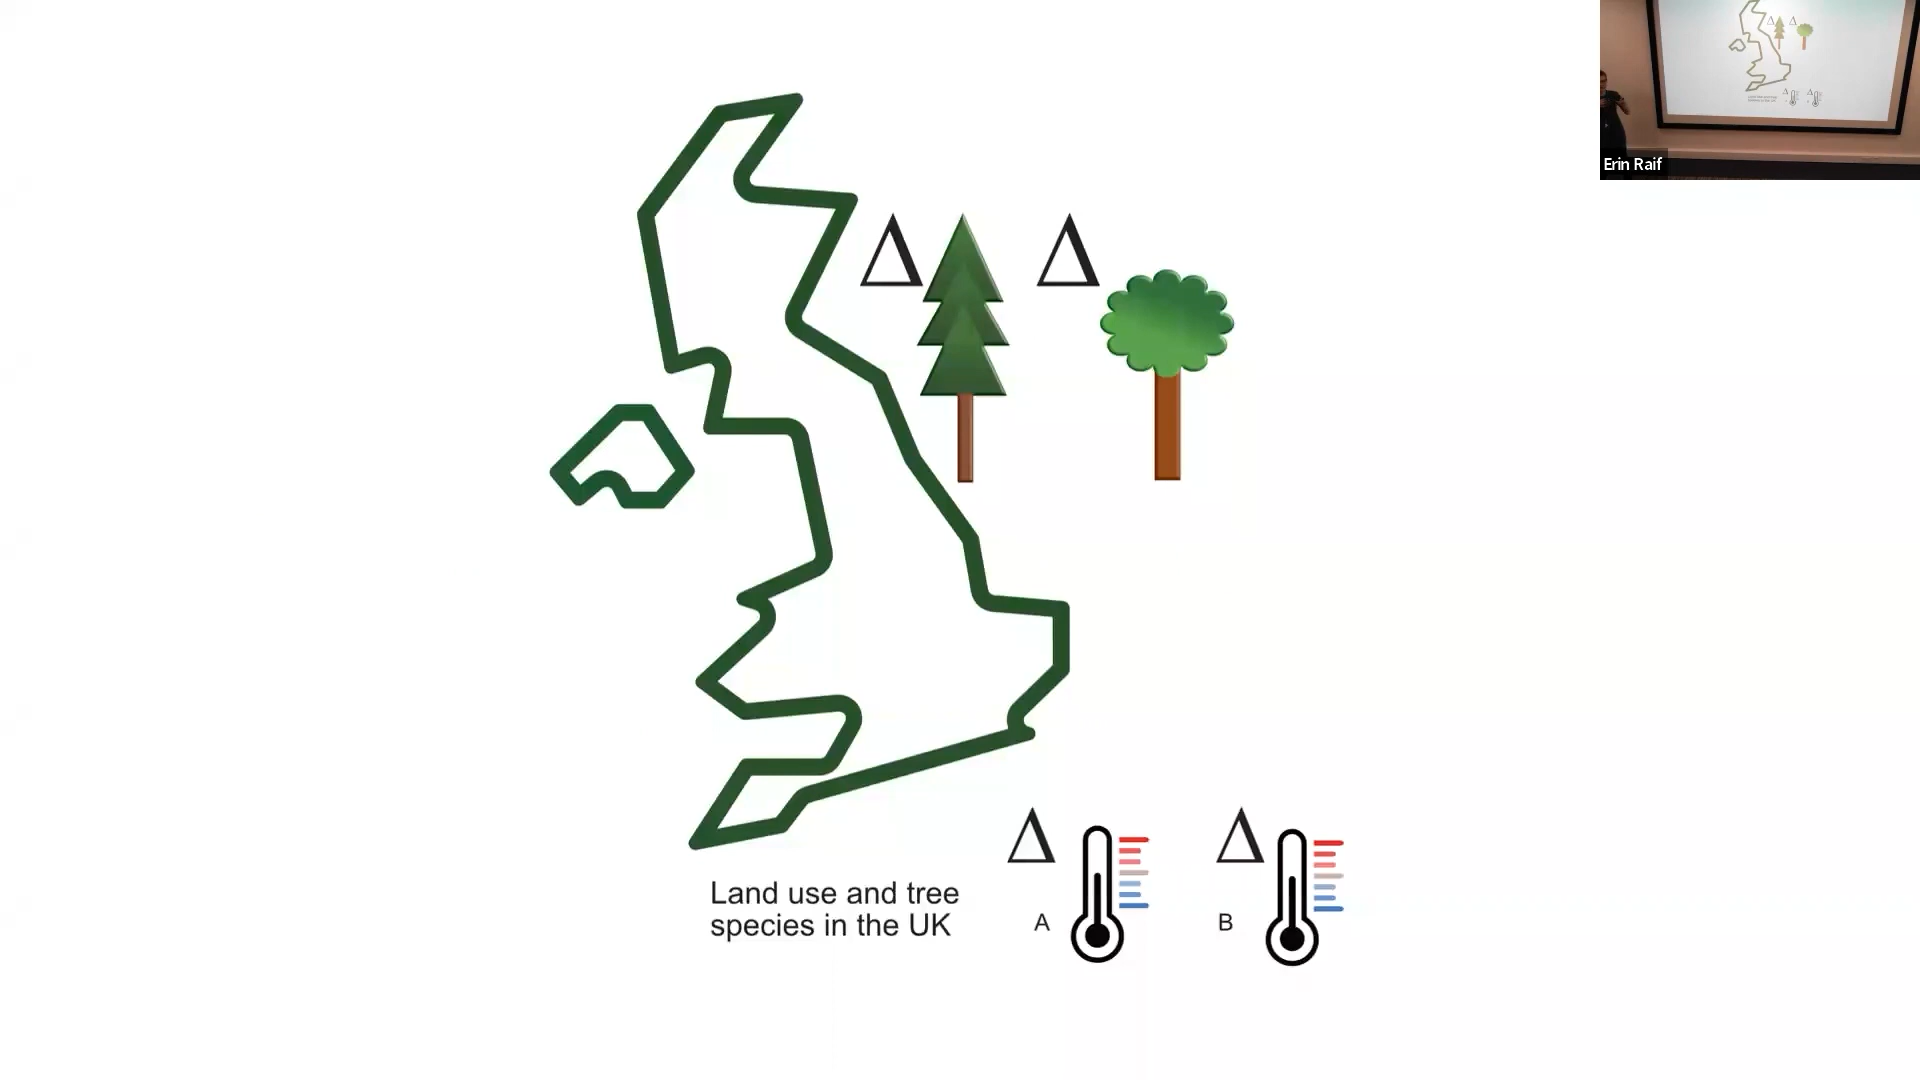 Erin Raif
Δ Δ
Δ Δ
Land use and tree
species in the UK
A B